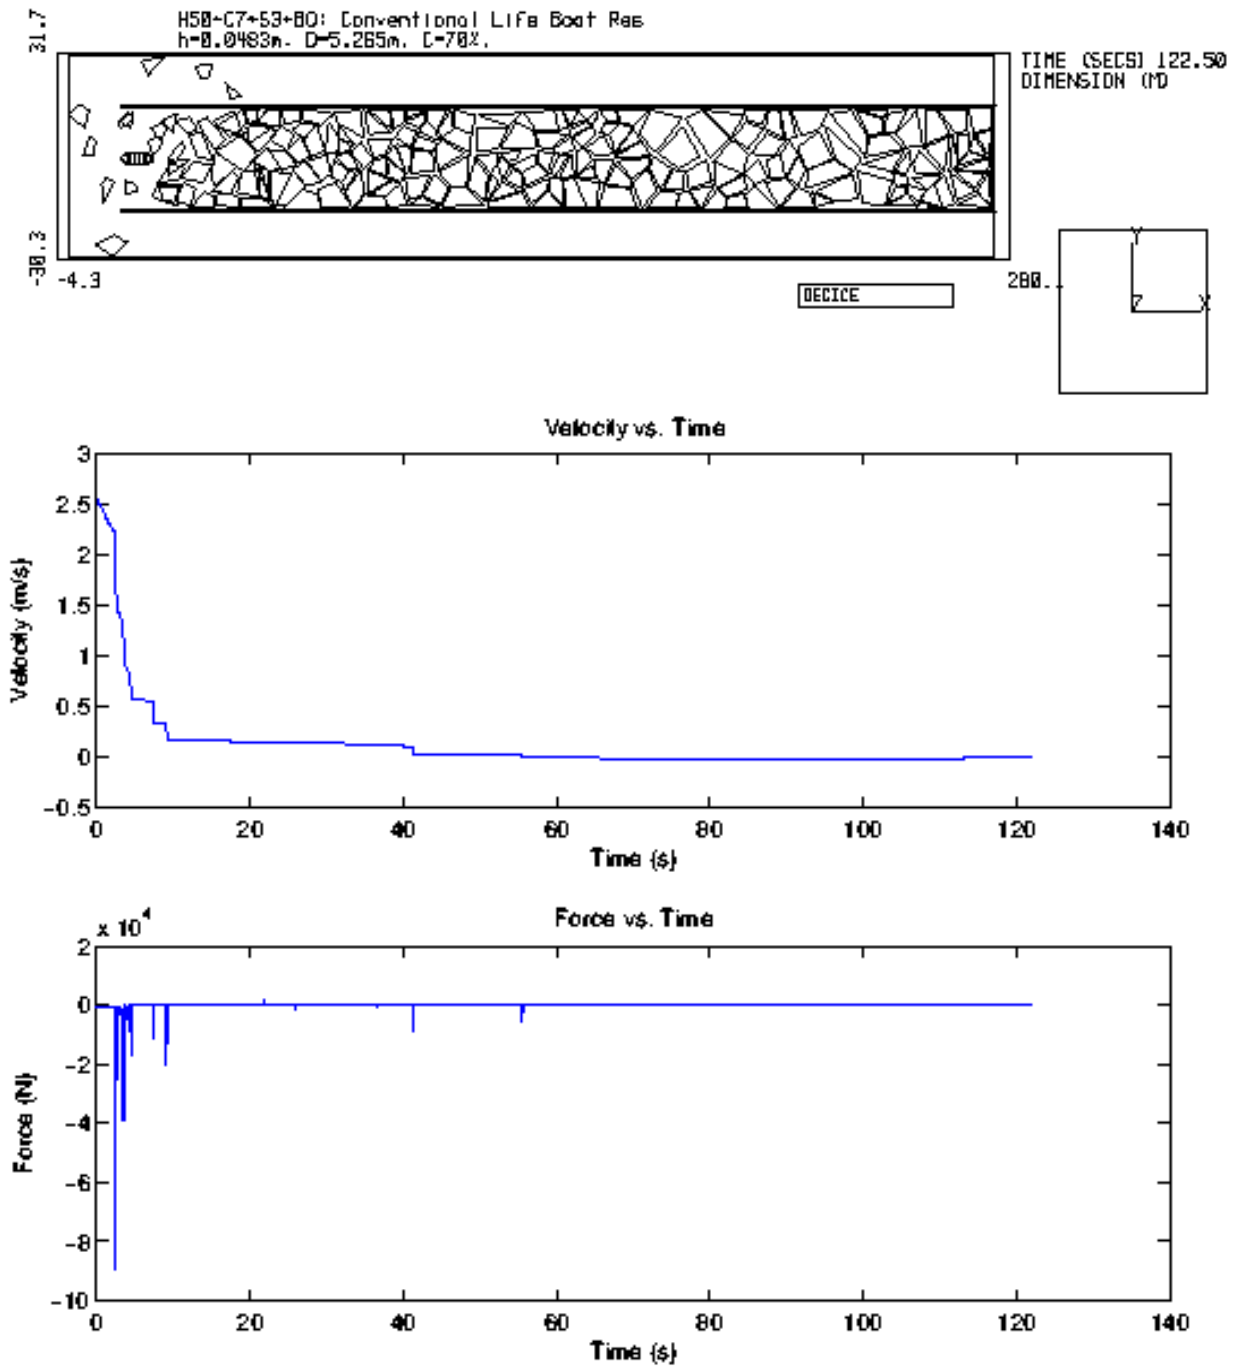 H50-C7-S3-BO: Conventional Life Boat Res
h=0.0483m. D=5.265m. C=70%.
TIME (SECS) 122.50
DIMENSION (M)
31.7
-30.3
-4.3
280..
DECICE
Y
Z
X
Velocity vs. Time
Velocity (m/s)
3
2.5
2
1.5
1
0.5
0
-0.5
0 20 40 60 80 100 120 140
Time (s)
Force vs. Time
x 10^4
Force (N)
2
0
-2
-4
-6
-8
-10
0 20 40 60 80 100 120 140
Time (s)